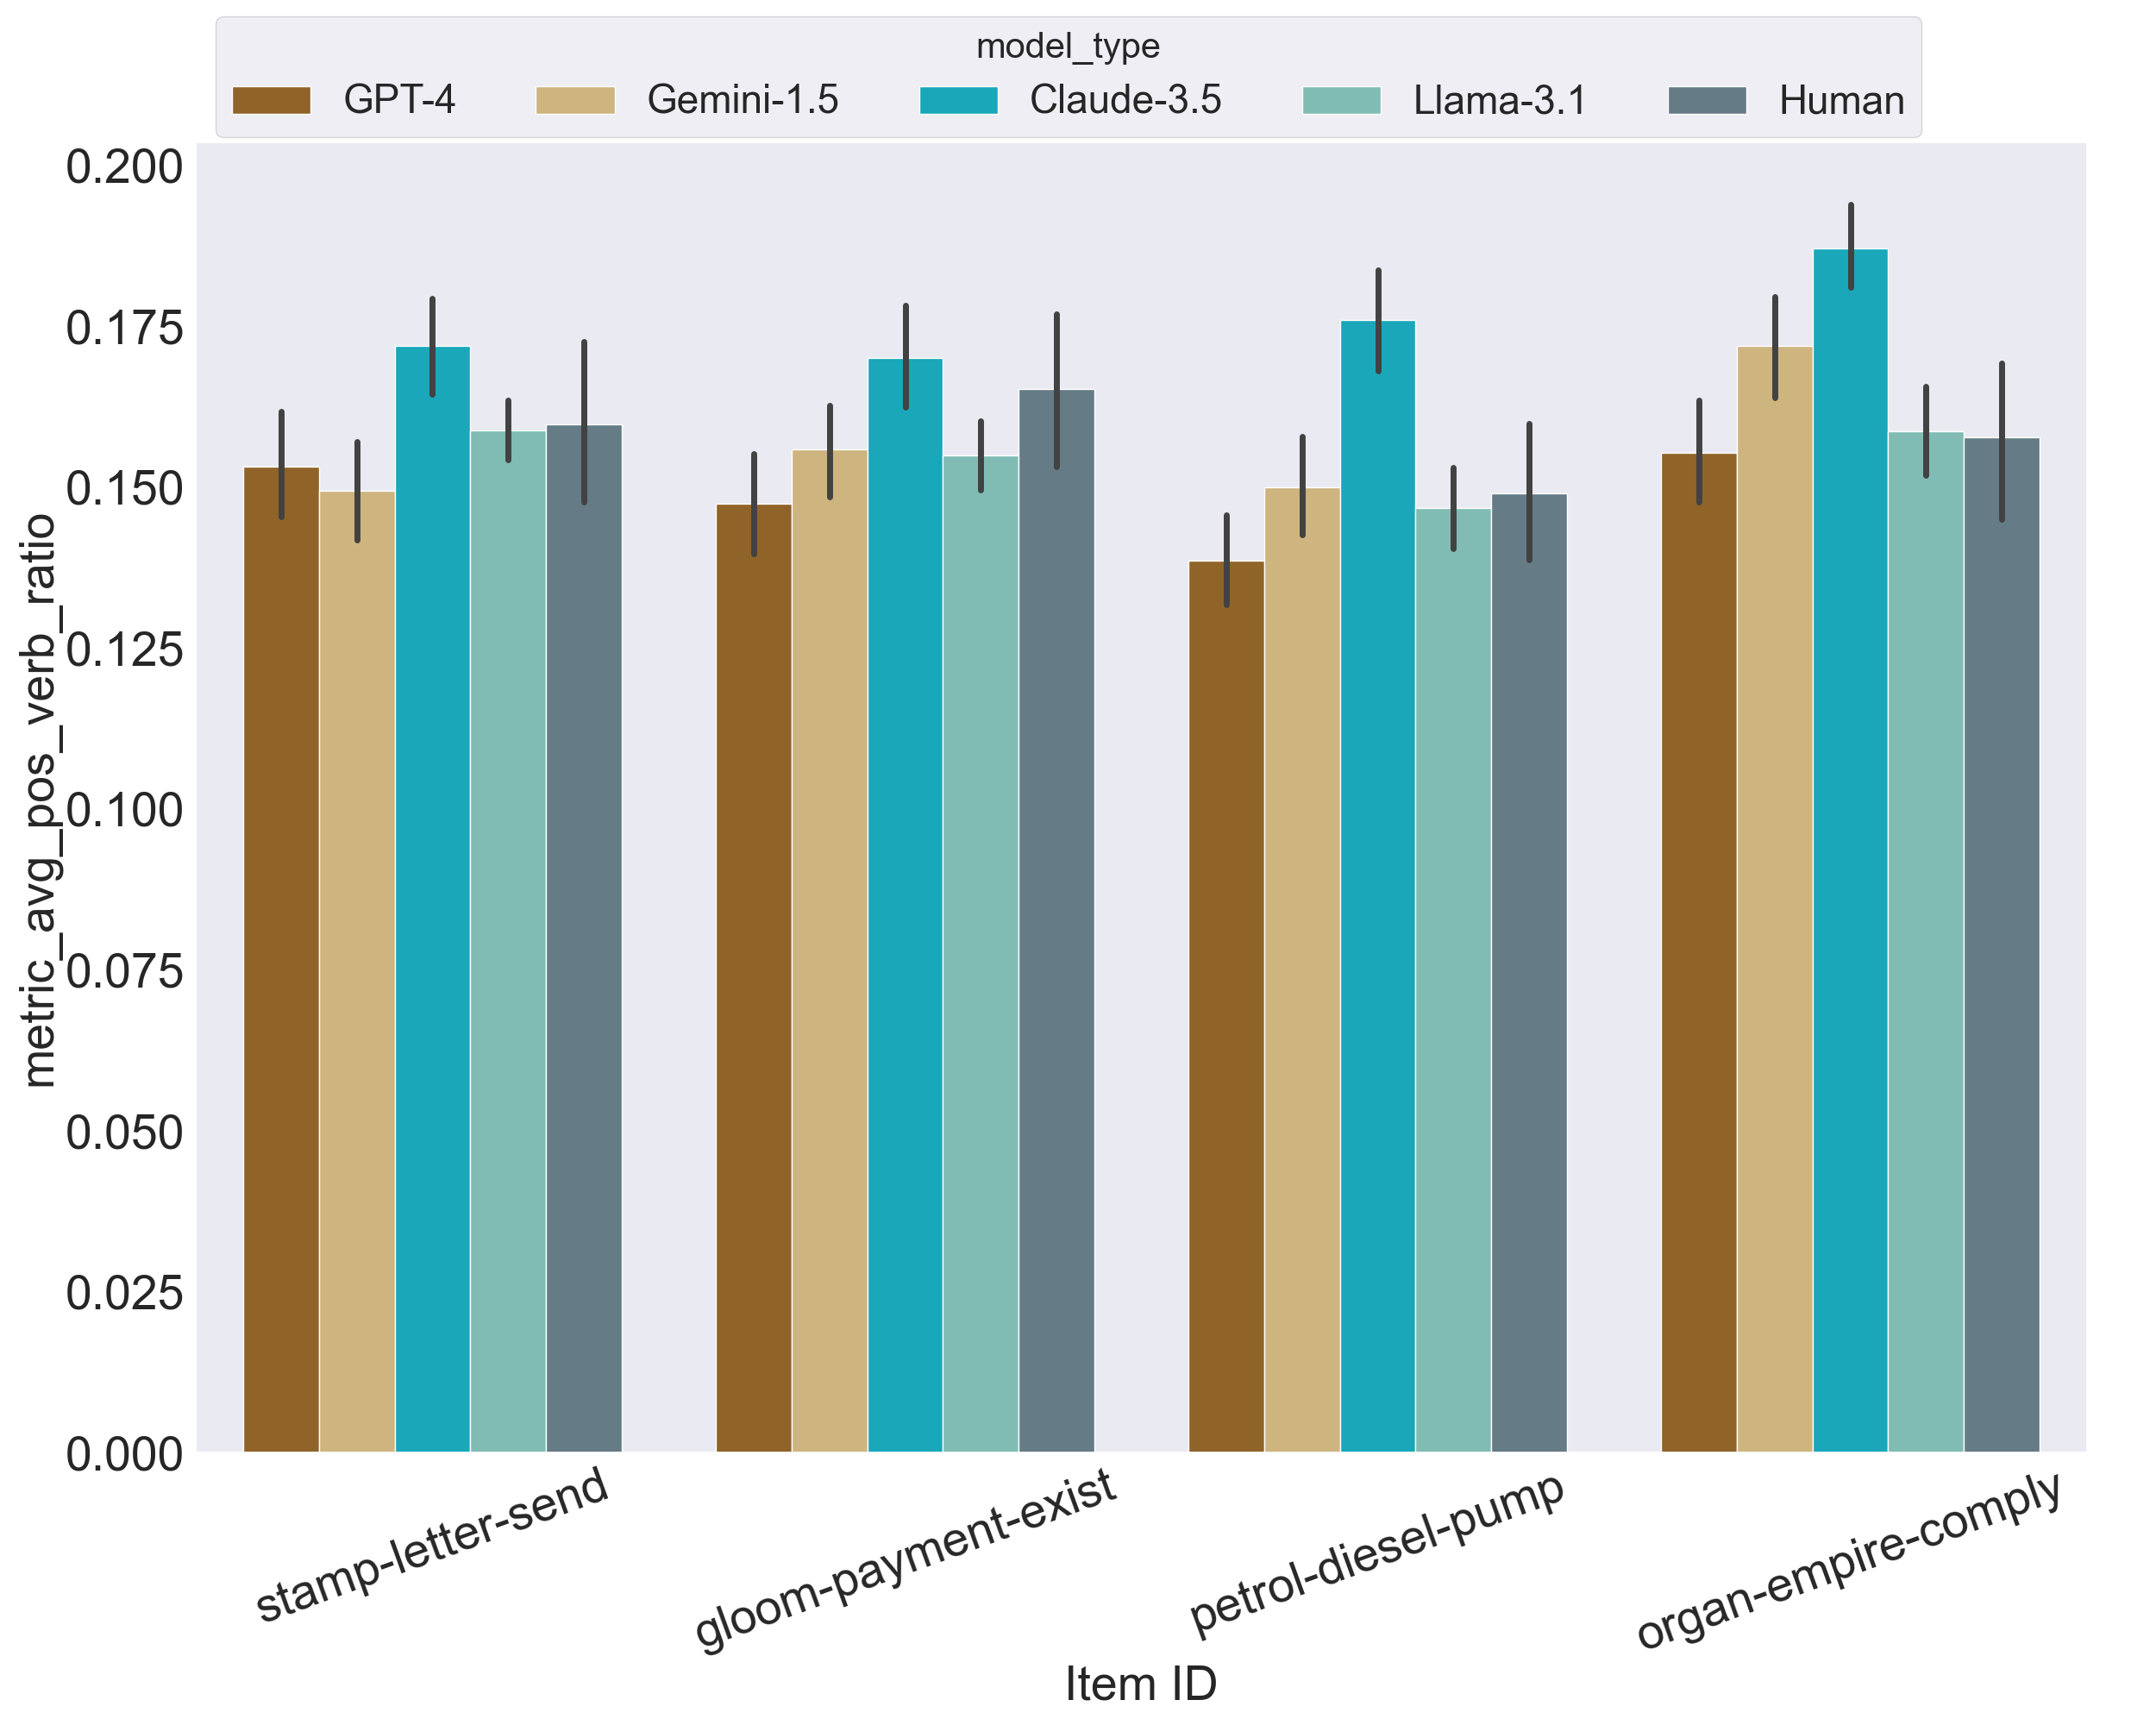 model_type
GPT-4 Gemini-1.5 Claude-3.5 Llama-3.1 Human
metric_avg_pos_verb_ratio
0.200
0.175
0.150
0.125
0.100
0.075
0.050
0.025
0.000
stamp-letter-send
gloom-payment-exist
petrol-diesel-pump
organ-empire-comply
Item ID